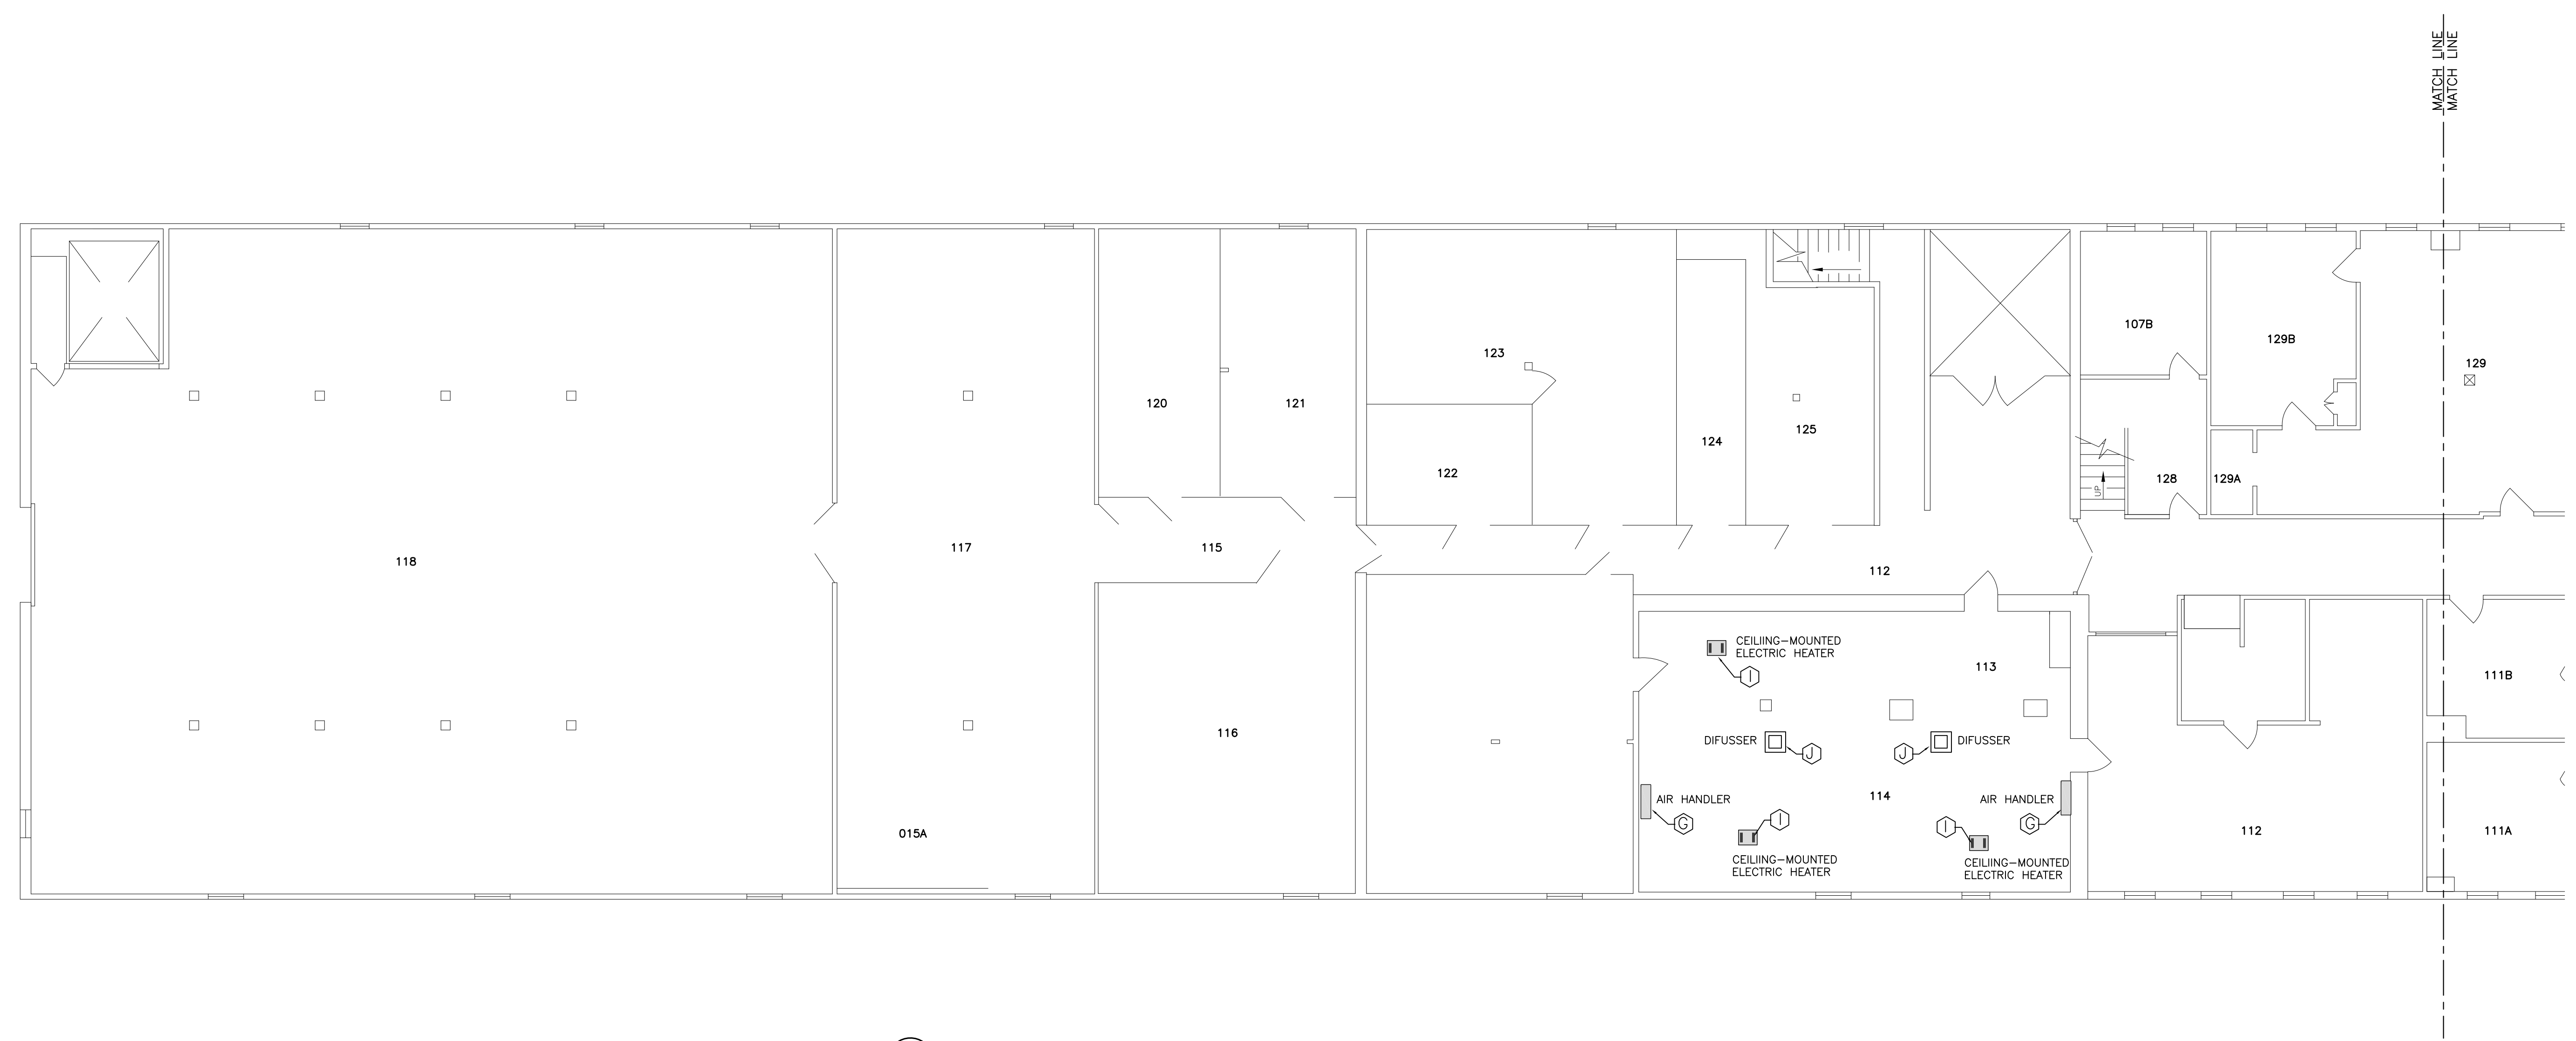 MATCH LINE
MATCH LINE
107B
129B
123
129
120
121
125
124
122
128
129A
UP
118
117
115
112
CEILIING-MOUNTED
ELECTRIC HEATER
I
113
111B
116
DIFUSSER
J
J
DIFUSSER
AIR HANDLER
G
114
AIR HANDLER
G
I
I
015A
112
111A
CEILIING-MOUNTED
ELECTRIC HEATER
CEILIING-MOUNTED
ELECTRIC HEATER